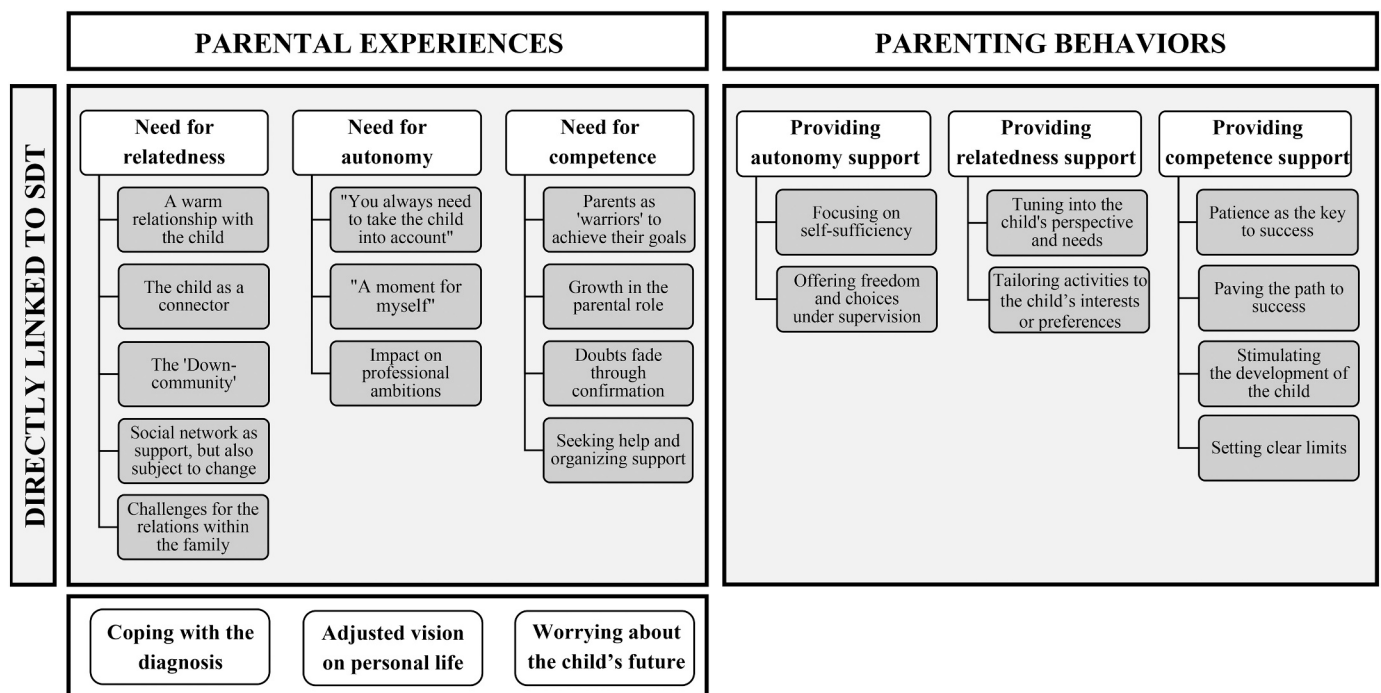 PARENTAL EXPERIENCES
PARENTING BEHAVIORS
DIRECTLY LINKED TO SDT
Need for
relatedness
A warm
relationship with
the child
The child as a
connector
The 'Down-
community'
Social network as
support, but also
subject to change
Challenges for the
relations within
the family
Need for
autonomy
"You always need
to take the child
into account"
"A moment for
myself"
Impact on
professional
ambitions
Need for
competence
Parents as
'warriors' to
achieve their goals
Growth in the
parental role
Doubts fade
through
confirmation
Seeking help and
organizing support
Providing
autonomy support
Focusing on
self-sufficiency
Offering freedom
and choices
under supervision
Providing
relatedness support
Tuning into the
child's perspective
and needs
Tailoring activities to
the child’s interests
or preferences
Providing
competence support
Patience as the key
to success
Paving the path to
success
Stimulating
the development of
the child
Setting clear limits
Coping with the
diagnosis
Adjusted vision
on personal life
Worrying about
the child’s future